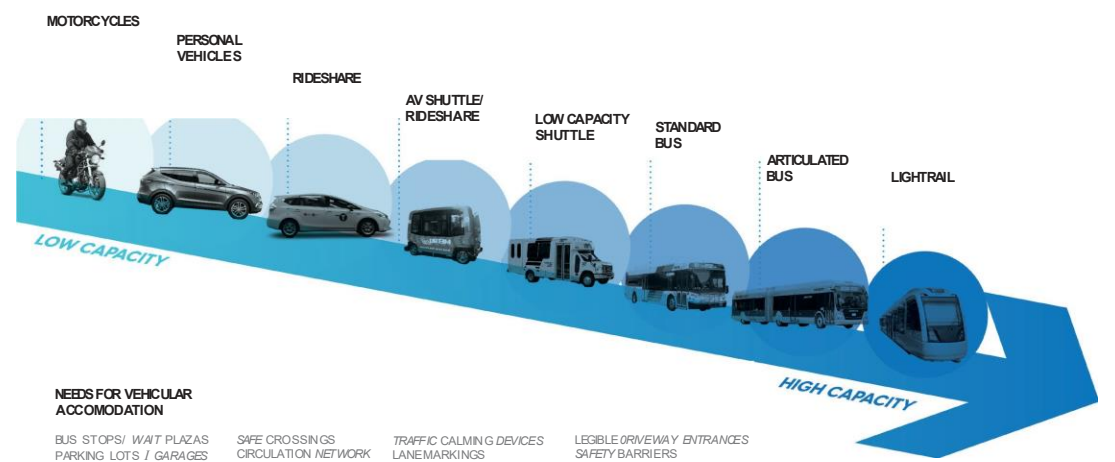 MOTORCYCLES
PERSONAL
VEHICLES
RIDESHARE
AV SHUTTLE/
RIDESHARE
LOW CAPACITY
SHUTTLE
STANDARD
BUS
ARTICULATED
BUS
LIGHTRAIL
LOW CAPACITY
HIGH CAPACITY
NEEDS FOR VEHICULAR
ACCOMODATION
BUS STOPS/ WAIT PLAZAS
PARKING LOTS I GARAGES
SAFE CROSSINGS
CIRCULATION NETWORK
TRAFFIC CALMING DEVICES
LANEMARKINGS
LEGIBLE 0RIVEWAY ENTRANCES
SAFETY BARRIERS